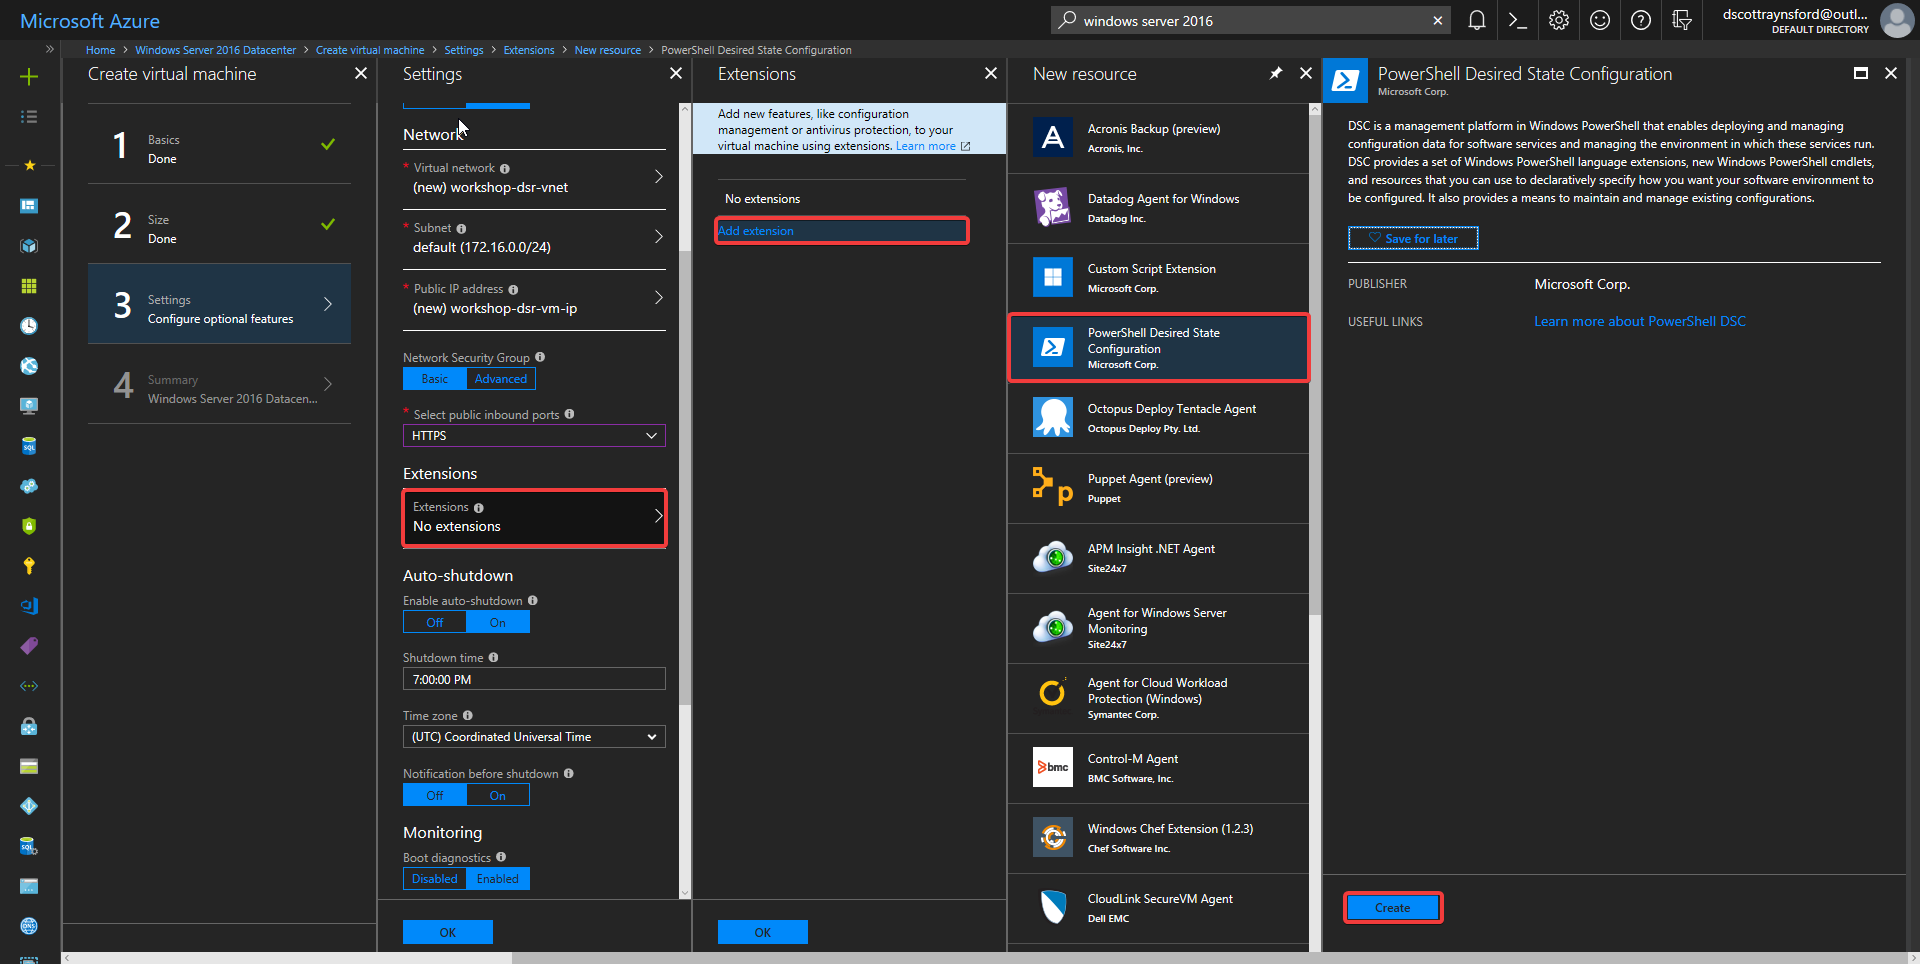 Microsoft Azure
windows server 2016
dscottraynsford@outl...
DEFAULT DIRECTORY
Home > Windows Server 2016 Datacenter > Create virtual machine > Settings > Extensions > New resource > PowerShell Desired State Configuration
Create virtual machine
1
Basics
Done
2
Size
Done
3
Settings
Configure optional features
4
Summary
Windows Server 2016 Datacen...
Settings
Network
* Virtual network
(new) workshop-dsr-vnet
* Subnet
default (172.16.0.0/24)
* Public IP address
(new) workshop-dsr-vm-ip
Network Security Group
Basic Advanced
* Select public inbound ports
HTTPS
Extensions
Extensions
No extensions
Auto-shutdown
Enable auto-shutdown
Off On
Shutdown time
7:00:00 PM
Time zone
(UTC) Coordinated Universal Time
Notification before shutdown
Off On
Monitoring
Boot diagnostics
Disabled Enabled
OK
Extensions
Add new features, like configuration
management or antivirus protection, to your
virtual machine using extensions. Learn more
No extensions
Add extension
OK
New resource
A
Acronis Backup (preview)
Acronis, Inc.
Datadog Agent for Windows
Datadog Inc.
Custom Script Extension
Microsoft Corp.
PowerShell Desired State
Configuration
Microsoft Corp.
Octopus Deploy Tentacle Agent
Octopus Deploy Pty. Ltd.
Puppet Agent (preview)
Puppet
APM Insight .NET Agent
Site24x7
Agent for Windows Server
Monitoring
Site24x7
Agent for Cloud Workload
Protection (Windows)
Symantec Corp.
bmc
Control-M Agent
BMC Software, Inc.
Windows Chef Extension (1.2.3)
Chef Software Inc.
CloudLink SecureVM Agent
Dell EMC
PowerShell Desired State Configuration
Microsoft Corp.
DSC is a management platform in Windows PowerShell that enables deploying and managing
configuration data for software services and managing the environment in which these services run.
DSC provides a set of Windows PowerShell language extensions, new Windows PowerShell cmdlets,
and resources that you can use to declaratively specify how you want your software environment to
be configured. It also provides a means to maintain and manage existing configurations.
Save for later
PUBLISHER
Microsoft Corp.
USEFUL LINKS
Learn more about PowerShell DSC
Create
SQL
SQL
DNS